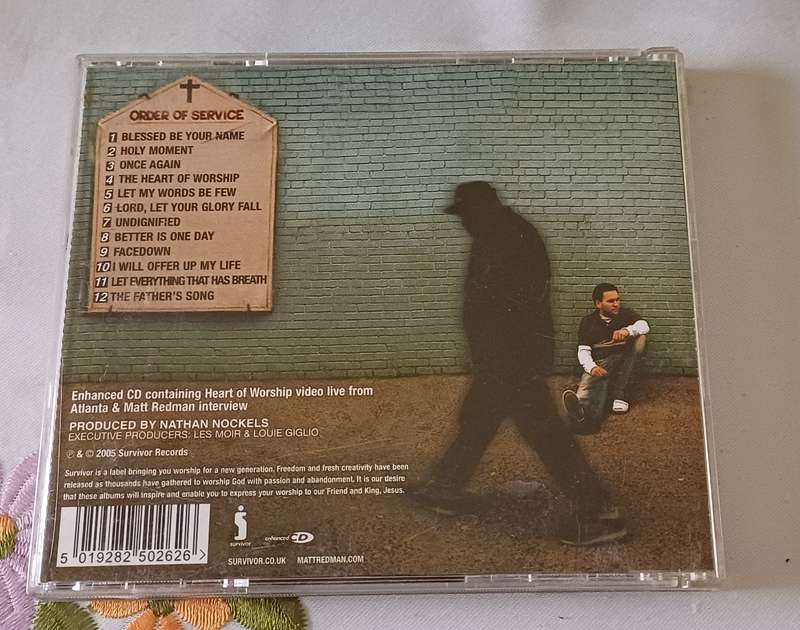 ORDER OF SERVICE
1 BLESSED BE YOUR NAME
2 HOLY MOMENT
3 ONCE AGAIN
4 THE HEART OF WORSHIP
5 LET MY WORDS BE FEW
6 LORD, LET YOUR GLORY FALL
7 UNDIGNIFIED
8 BETTER IS ONE DAY
9 FACEDOWN
10 I WILL OFFER UP MY LIFE
11 LET EVERYTHING THAT HAS BREATH
12 THE FATHER'S SONG
Enhanced CD containing Heart of Worship video live from
Atlanta & Matt Redman interview
PRODUCED BY NATHAN NOCKELS
EXECUTIVE PRODUCERS: LES MOIR & LOUIE GIGLIO
℗ & © 2005 Survivor Records
Survivor is a label bringing you worship for a new generation. Freedom and fresh creativity have been
released as thousands have gathered to worship God with passion and abandonment. It is our desire
that these albums will inspire and enable you to express your worship to our Friend and King, Jesus.
5 019282 502626 >
SURVIVOR
enhanced CD
SURVIVOR.CO.UK MATTREDMAN.COM